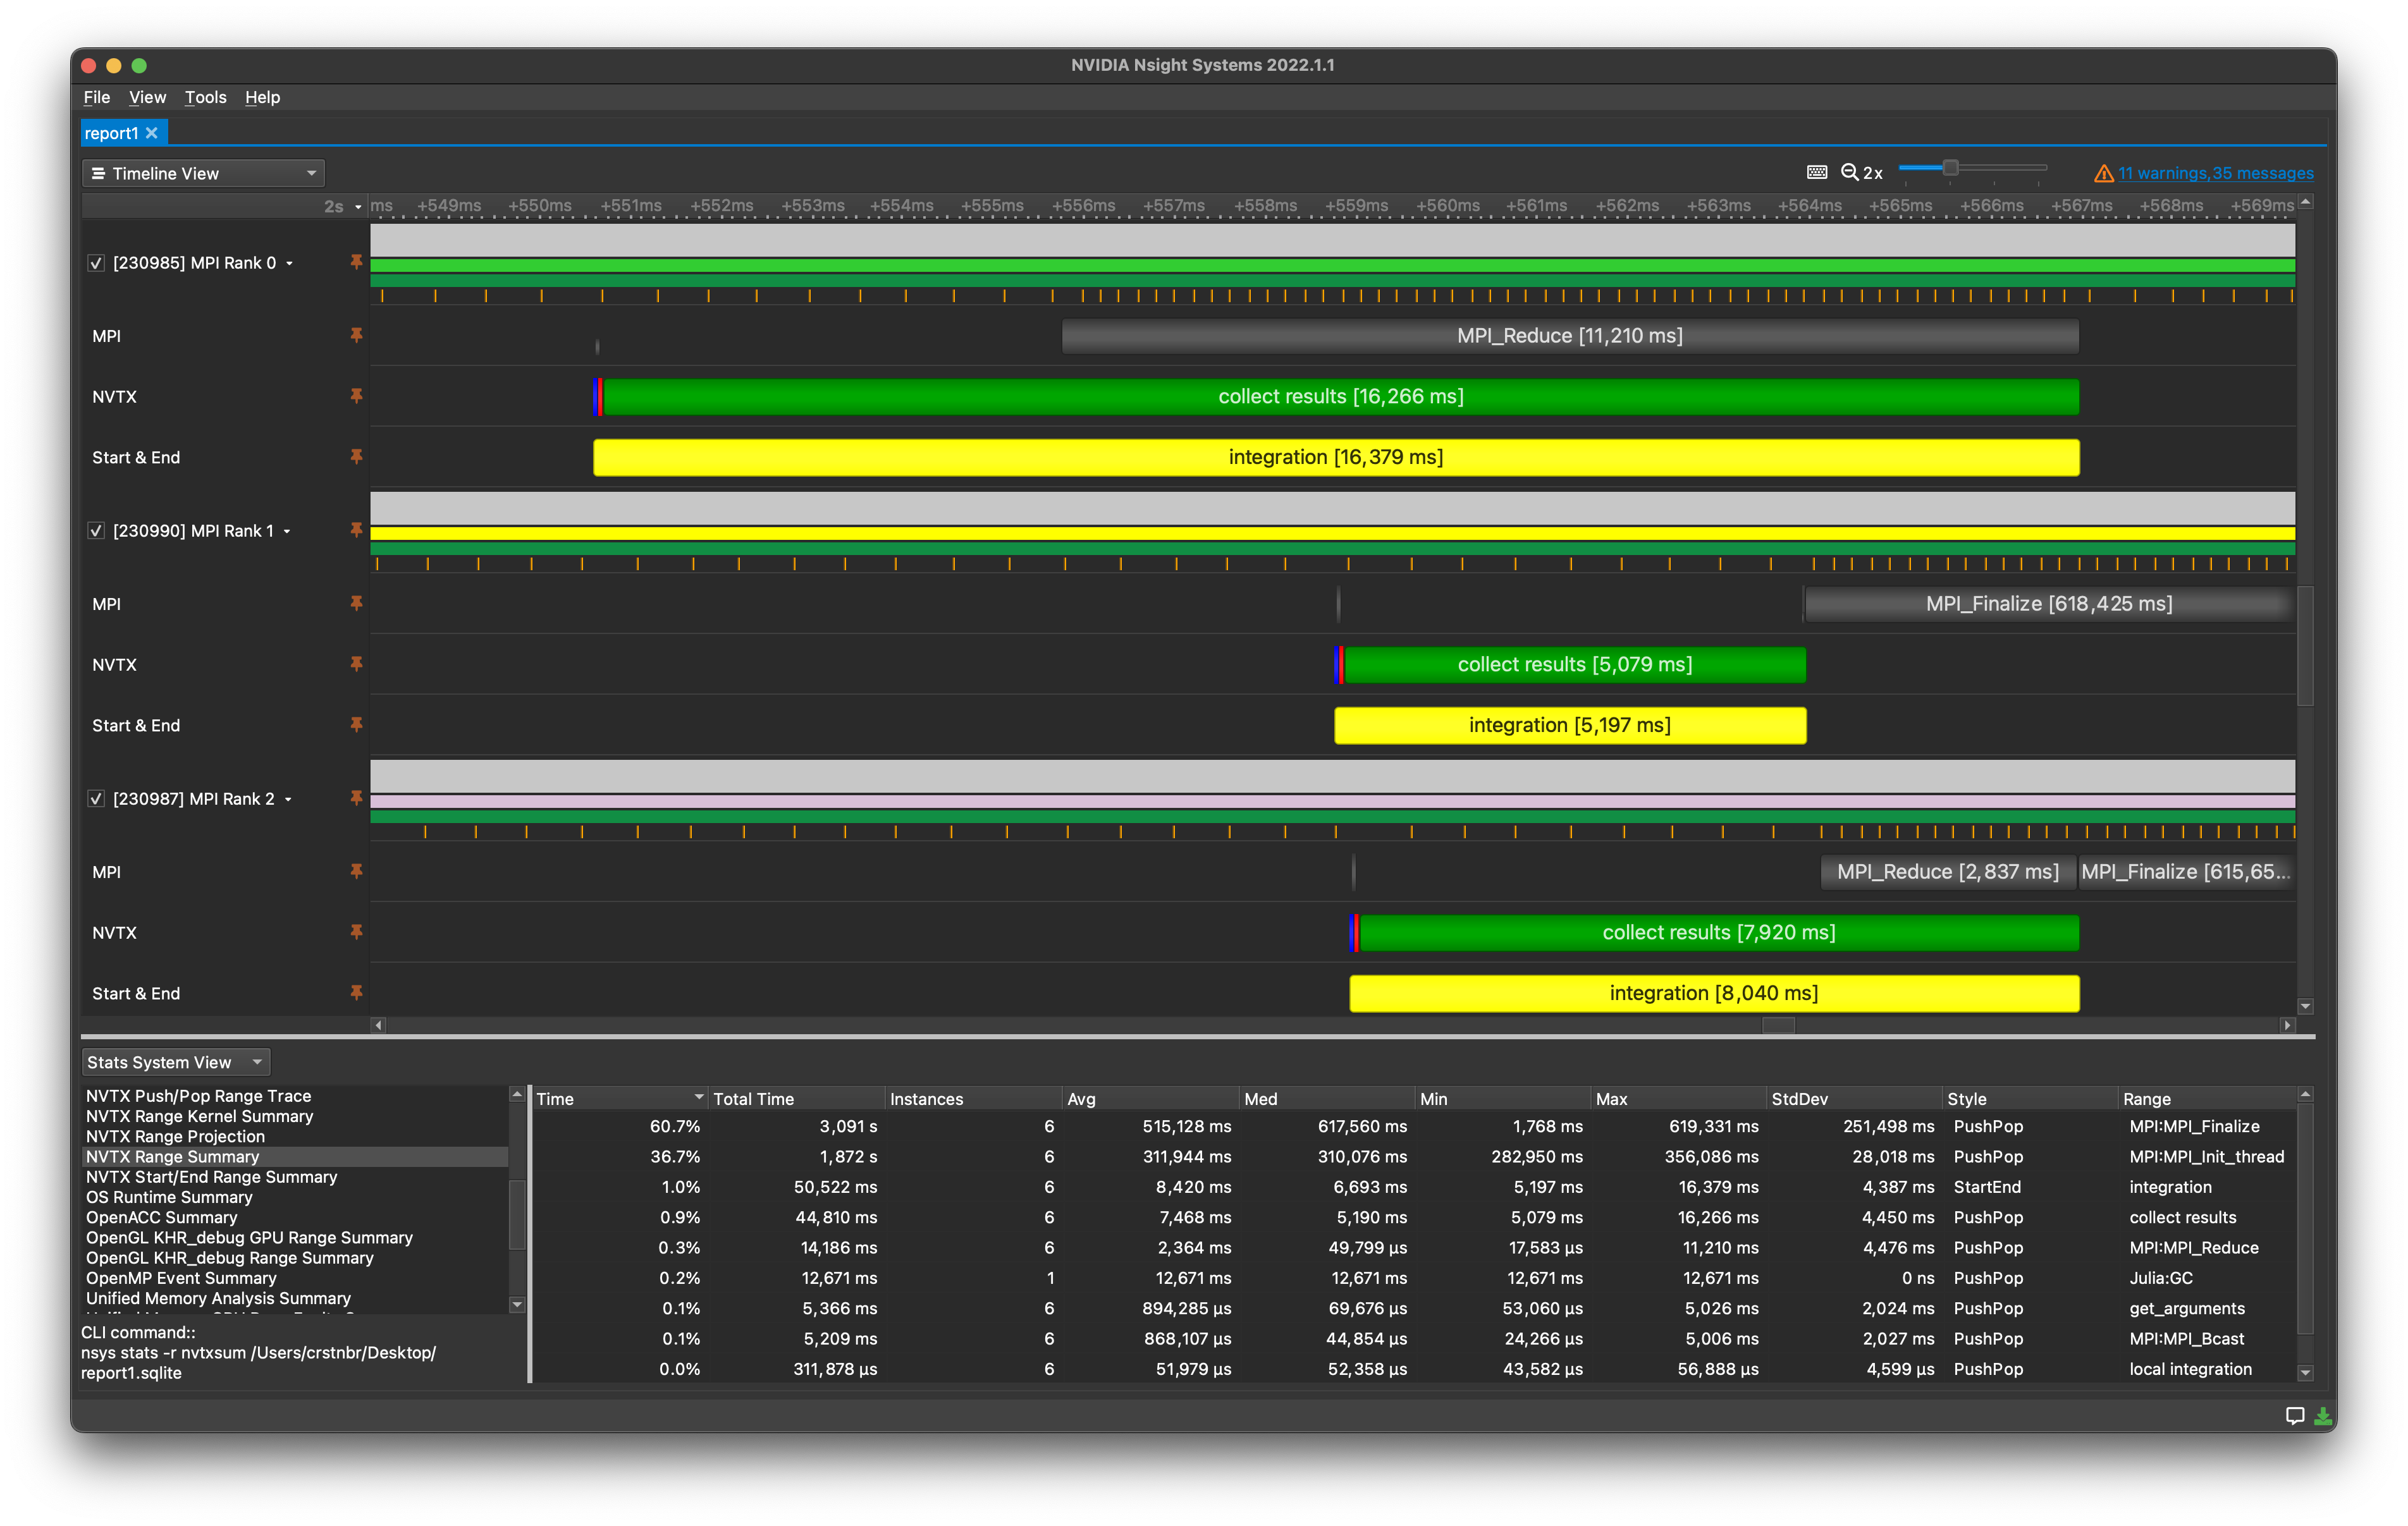 NVIDIA Nsight Systems 2022.1.1
File View Tools Help
report1
Timeline View
2x
11 warnings, 35 messages
2s
ms +549ms +550ms +551ms +552ms +553ms +554ms +555ms +556ms +557ms +558ms +559ms +560ms +561ms +562ms +563ms +564ms +565ms +566ms +567ms +568ms +569ms
[230985] MPI Rank 0
MPI
MPI_Reduce [11,210 ms]
NVTX
collect results [16,266 ms]
Start & End
integration [16,379 ms]
[230990] MPI Rank 1
MPI
MPI_Finalize [618,425 ms]
NVTX
collect results [5,079 ms]
Start & End
integration [5,197 ms]
[230987] MPI Rank 2
MPI
MPI_Reduce [2,837 ms] MPI_Finalize [615,65...
NVTX
collect results [7,920 ms]
Start & End
integration [8,040 ms]
Stats System View
NVTX Push/Pop Range Trace
NVTX Range Kernel Summary
NVTX Range Projection
NVTX Range Summary
NVTX Start/End Range Summary
OS Runtime Summary
OpenACC Summary
OpenGL KHR_debug GPU Range Summary
OpenGL KHR_debug Range Summary
OpenMP Event Summary
Unified Memory Analysis Summary
CLI command::
nsys stats -r nvtxsum /Users/crstnbr/Desktop/
report1.sqlite
Time Total Time Instances Avg Med Min Max StdDev Style Range
60.7% 3,091 s 6 515,128 ms 617,560 ms 1,768 ms 619,331 ms 251,498 ms PushPop MPI:MPI_Finalize
36.7% 1,872 s 6 311,944 ms 310,076 ms 282,950 ms 356,086 ms 28,018 ms PushPop MPI:MPI_Init_thread
1.0% 50,522 ms 6 8,420 ms 6,693 ms 5,197 ms 16,379 ms 4,387 ms StartEnd integration
0.9% 44,810 ms 6 7,468 ms 5,190 ms 5,079 ms 16,266 ms 4,450 ms PushPop collect results
0.3% 14,186 ms 6 2,364 ms 49,799 μs 17,583 μs 11,210 ms 4,476 ms PushPop MPI:MPI_Reduce
0.2% 12,671 ms 1 12,671 ms 12,671 ms 12,671 ms 12,671 ms 0 ns PushPop Julia:GC
0.1% 5,366 ms 6 894,285 μs 69,676 μs 53,060 μs 5,026 ms 2,024 ms PushPop get_arguments
0.1% 5,209 ms 6 868,107 μs 44,854 μs 24,266 μs 5,006 ms 2,027 ms PushPop MPI:MPI_Bcast
0.0% 311,878 μs 6 51,979 μs 52,358 μs 43,582 μs 56,888 μs 4,599 μs PushPop local integration